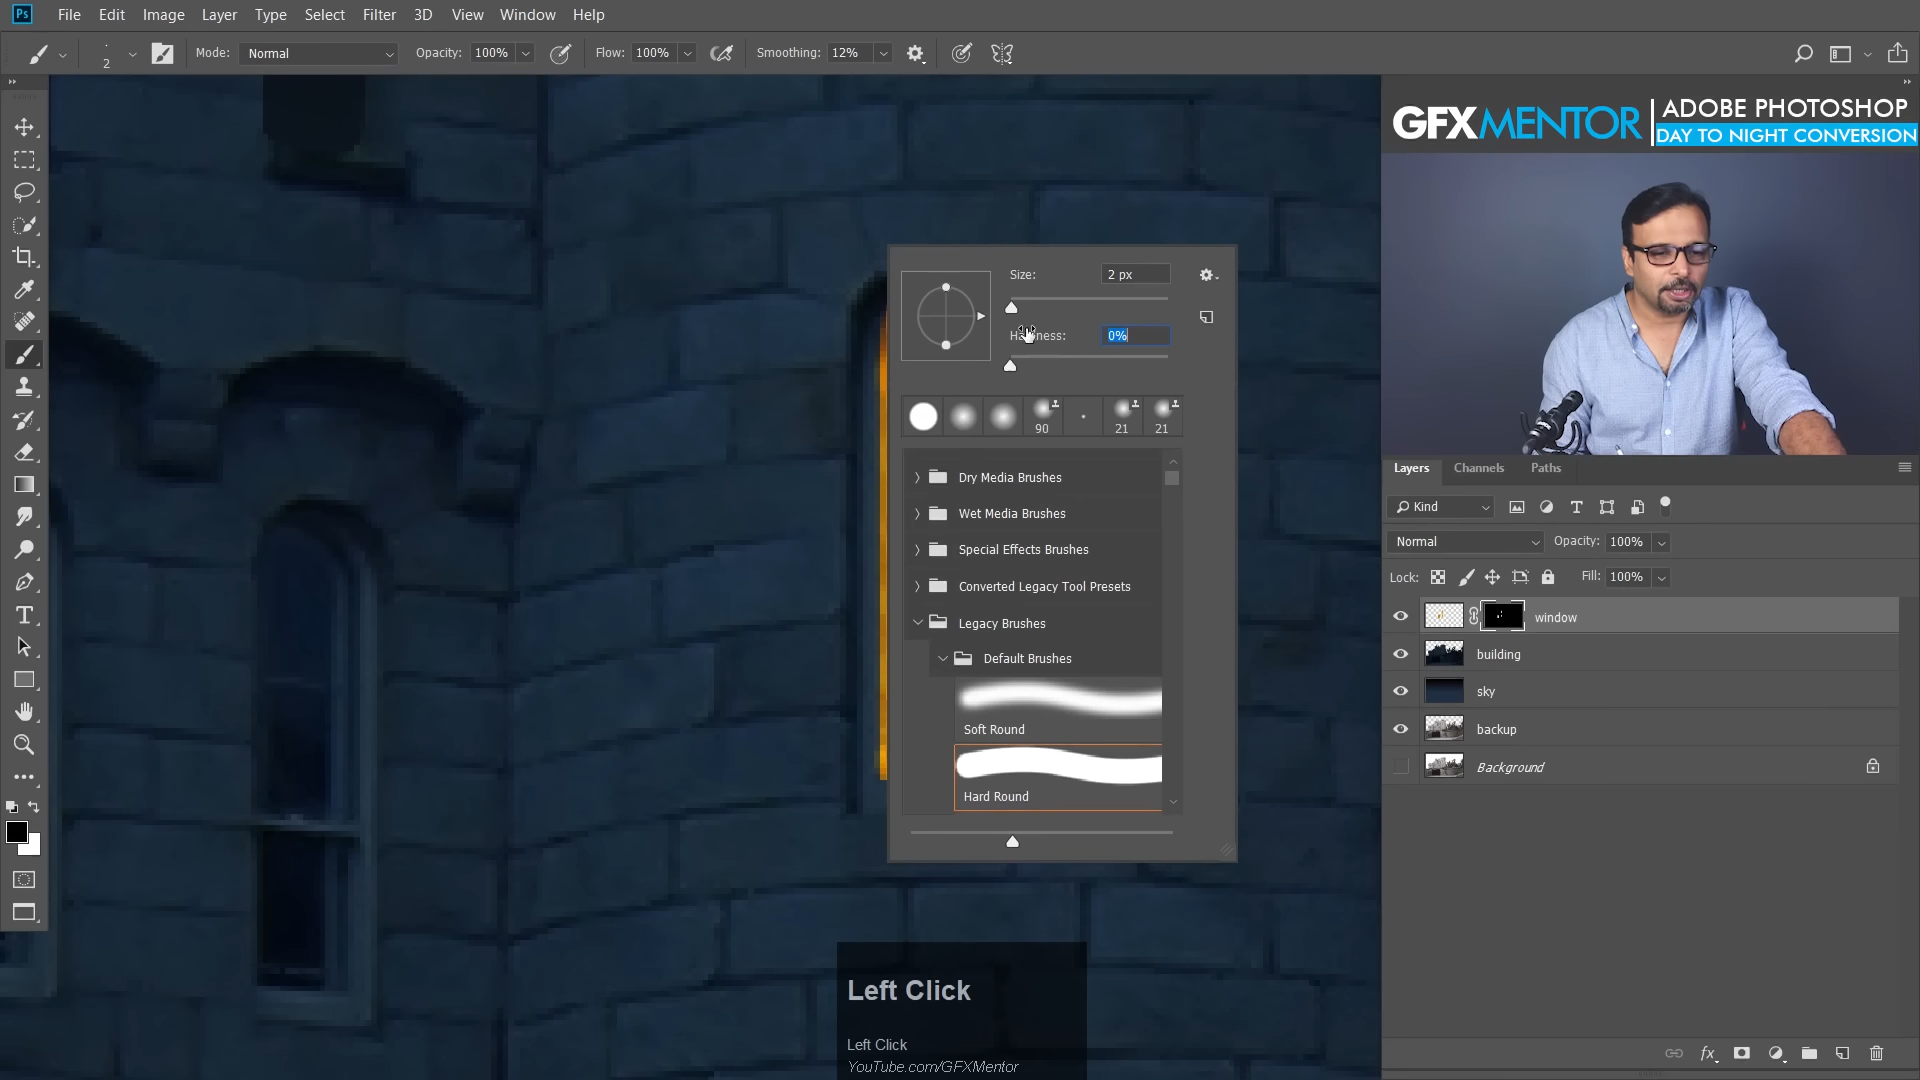 Ps File Edit Image Layer Type Select Filter 3D View Window Help
2 Mode: Normal Opacity: 100% Flow: 100% Smoothing: 12%
GFXMENTOR
ADOBE PHOTOSHOP
DAY TO NIGHT CONVERSION
Size: 2 px
Hardness: 0%
90 21 21
Dry Media Brushes
Wet Media Brushes
Special Effects Brushes
Converted Legacy Tool Presets
Legacy Brushes
Default Brushes
Soft Round
Hard Round
Left Click
Left Click
YouTube.com/GFXMentor
Layers Channels Paths
Kind
Normal Opacity: 100%
Lock: Fill: 100%
window
building
sky
backup
Background